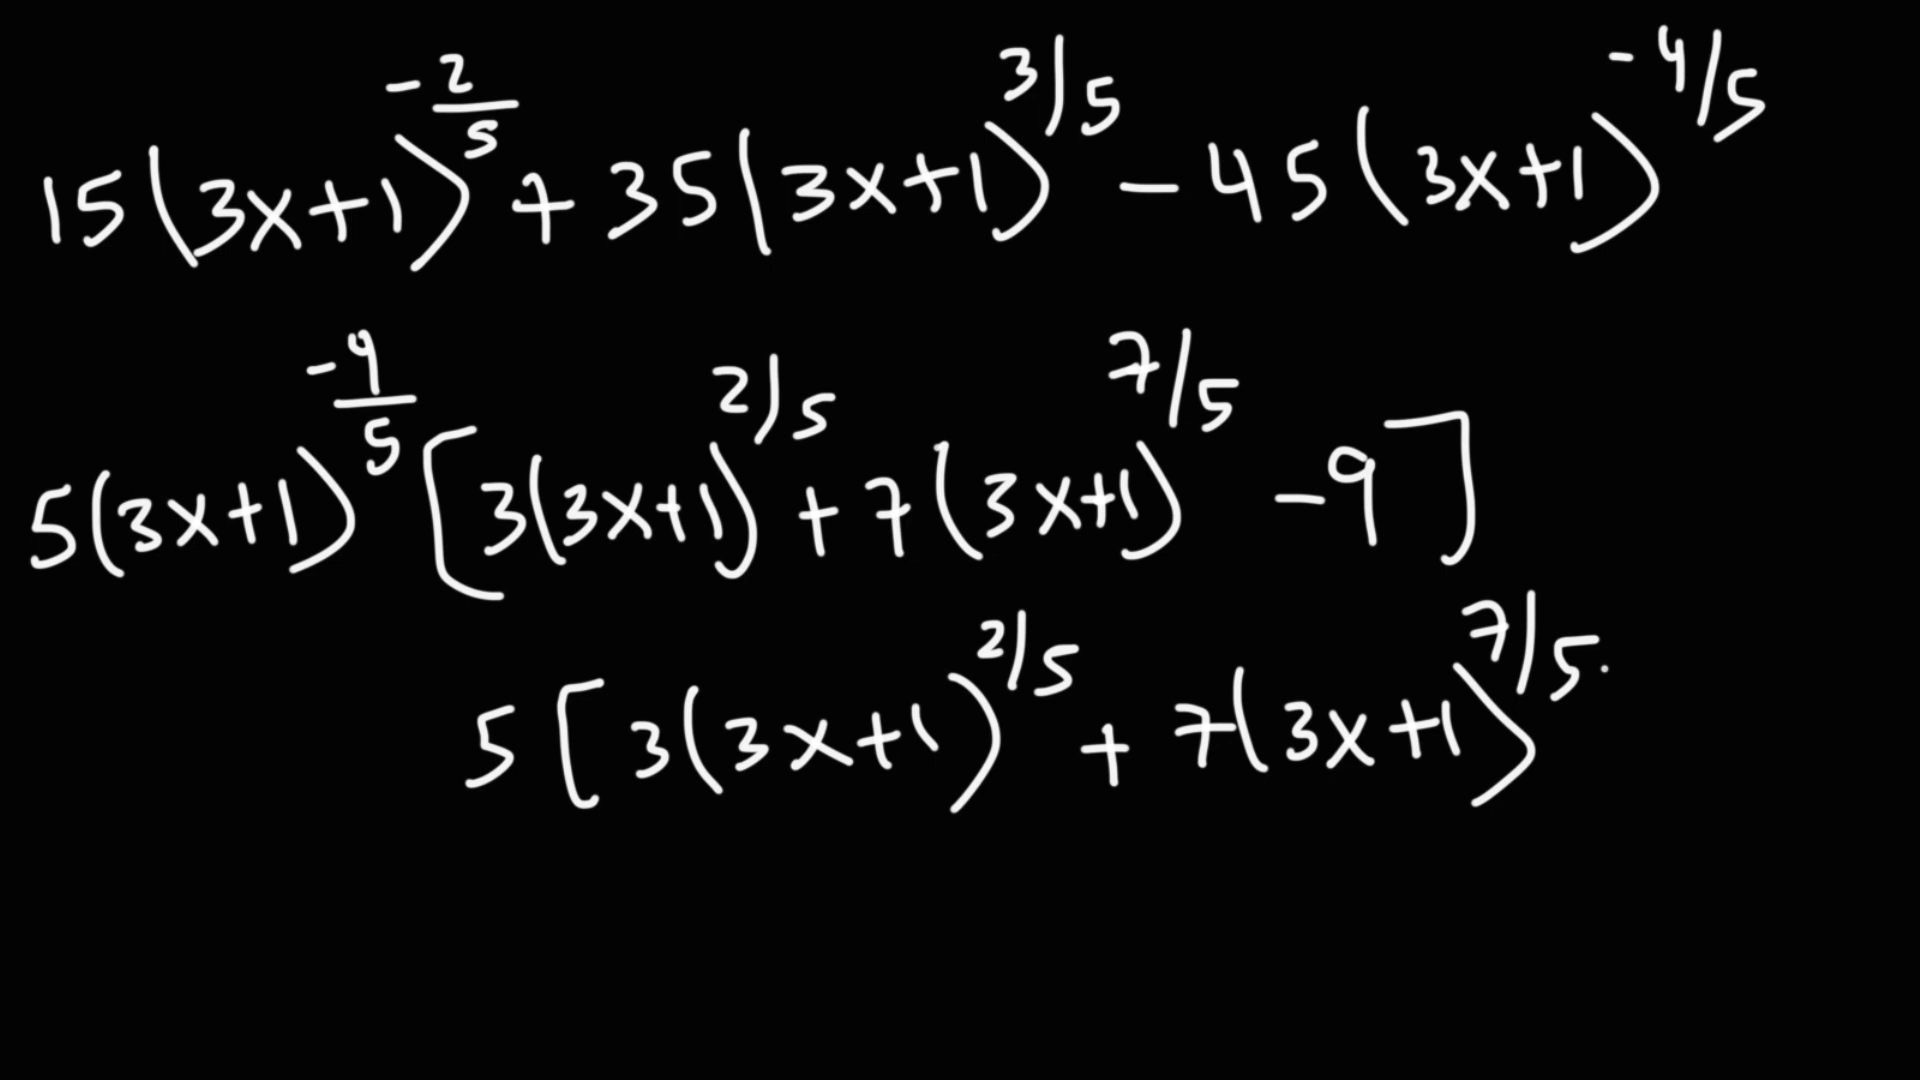 15(3x+1)^{-2/5} + 35(3x+1)^{3/5} - 45(3x+1)^{-4/5}
5(3x+1)^{-4/5} [3(3x+1)^{2/5} + 7(3x+1)^{7/5} - 9]
5[3(3x+1)^{2/5} + 7(3x+1)^{7/5}